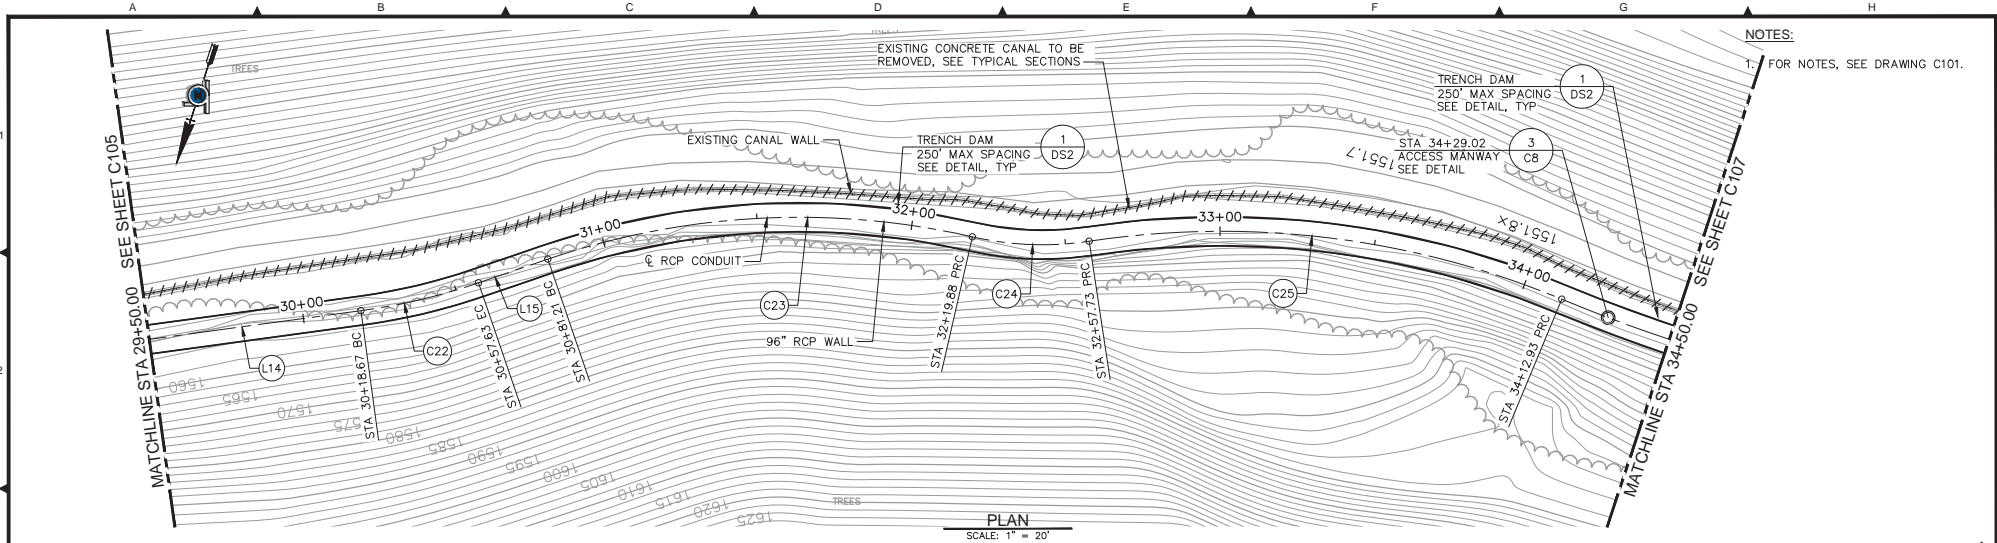 A B C D E F G H
NOTES:
1. FOR NOTES, SEE DRAWING C101.
TREES
EXISTING CONCRETE CANAL TO BE
REMOVED, SEE TYPICAL SECTIONS
TRENCH DAM
250' MAX SPACING
SEE DETAIL, TYP
1
DS2
1
EXISTING CANAL WALL
TRENCH DAM
250' MAX SPACING
SEE DETAIL, TYP
1
DS2
STA 34+29.02
ACCESS MANWAY
SEE DETAIL
3
C8
1551.7
1551.8X
MATCHLINE STA 29+50.00 SEE SHEET C105
MATCHLINE STA 34+50.00 SEE SHEET C107
30+00
31+00
32+00
33+00
34+00
℄ RCP CONDUIT
96" RCP WALL
L14
C22
L15
C23
C24
C25
STA 30+18.67 BC
STA 30+57.63 EC
STA 30+81.21 BC
STA 32+19.88 PRC
STA 32+57.73 PRC
STA 34+12.93 PRC
2
1560
1565
1570
1575
1580
1585
1590
1595
1600
1605
1610
1615
1620
1625
TREES
PLAN
SCALE: 1" = 20'